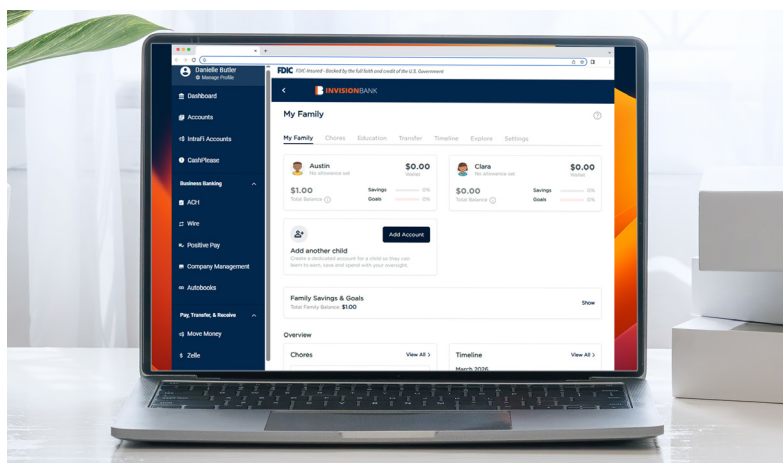 Danielle Butler
Manage Profile
Dashboard
Accounts
IntraFi Accounts
CashPlease
Business Banking
ACH
Wire
Positive Pay
Company Management
Autobooks
Pay, Transfer, & Receive
Move Money
Zelle
FDIC FDIC-Insured - Backed by the full faith and credit of the U.S. Government
INVISIONBANK
My Family
My Family Chores Education Transfer Timeline Explore Settings
Austin $0.00
No allowance set Wallet
$1.00 Savings 0%
Total Balance Goals 0%
Clara $0.00
No allowance set Wallet
$0.00 Savings 0%
Total Balance Goals 0%
Add Account
Add another child
Create a dedicated account for a child so they can
learn to earn, save and spend with your oversight.
Family Savings & Goals
Total Family Balance: $1.00 Show
Overview
Chores View All >
Timeline View All >
March 2026